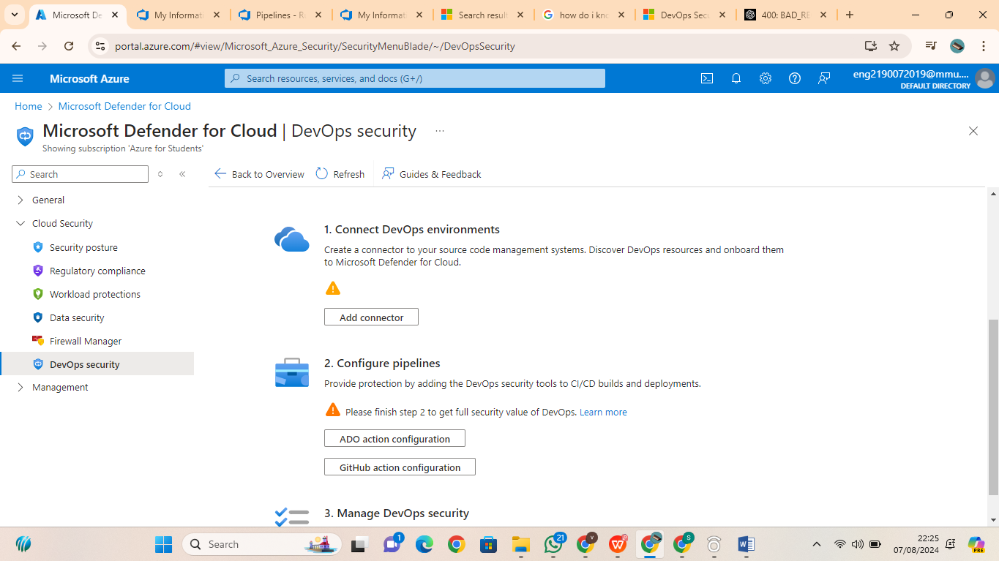 Microsoft De
My Informati
Pipelines - R
My Informati
Search result
how do i kno
DevOps Secu
400: BAD_RE
portal.azure.com/#view/Microsoft_Azure_Security/SecurityMenuBlade/~/DevOpsSecurity
Microsoft Azure
Search resources, services, and docs (G+/)
eng2190072019@mmu....
DEFAULT DIRECTORY
Home > Microsoft Defender for Cloud
Microsoft Defender for Cloud | DevOps security ...
Showing subscription 'Azure for Students'
Search
Back to Overview
Refresh
Guides & Feedback
General
Cloud Security
Security posture
Regulatory compliance
Workload protections
Data security
Firewall Manager
DevOps security
Management
1. Connect DevOps environments
Create a connector to your source code management systems. Discover DevOps resources and onboard them
to Microsoft Defender for Cloud.
Add connector
2. Configure pipelines
Provide protection by adding the DevOps security tools to CI/CD builds and deployments.
Please finish step 2 to get full security value of DevOps. Learn more
ADO action configuration
GitHub action configuration
3. Manage DevOps security
Search
1
21
V
S
PRE
22:25
07/08/2024